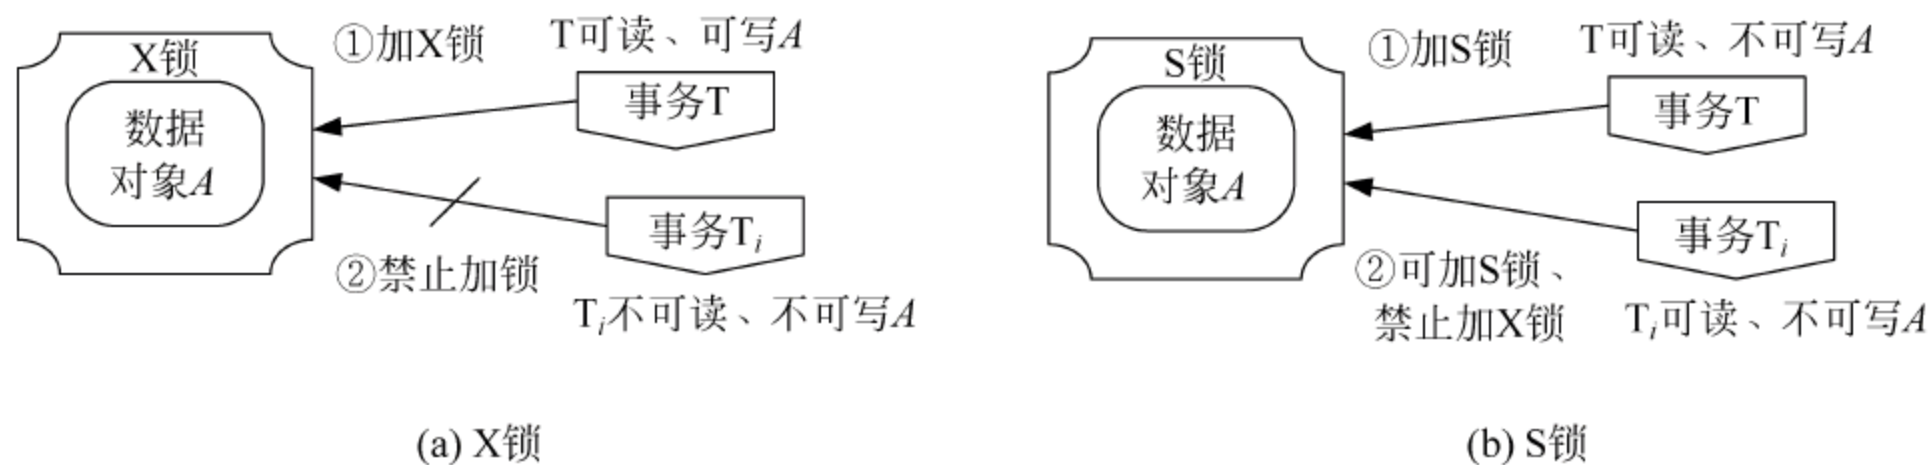 X锁
数据
对象A
①加X锁
T可读、可写A
事务T
事务Ti
②禁止加锁
Ti不可读、不可写A
(a) X锁
S锁
数据
对象A
①加S锁
T可读、不可写A
事务T
事务Ti
②可加S锁、
禁止加X锁
Ti可读、不可写A
(b) S锁